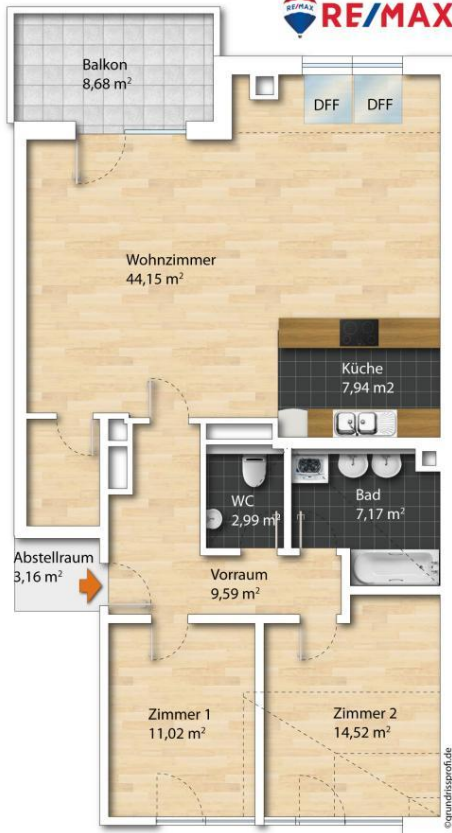 RE/MAX
RE/MAX
Balkon
8,68 m²
DFF
DFF
Wohnzimmer
44,15 m²
Küche
7,94 m2
WC
2,99 m²
Bad
7,17 m²
Abstellraum
3,16 m²
Vorraum
9,59 m²
Zimmer 1
11,02 m²
Zimmer 2
14,52 m²
©grundrissprofi.de